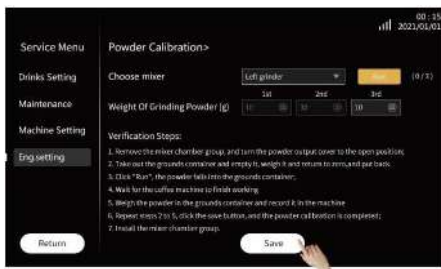 00:15
2021/01/01
Service Menu
Powder Calibration>
Drinks Setting
Choose mixer
Left grinder
Run
(0/3)
1st
2nd
3rd
Maintenance
Weight Of Grinding Powder (g)
10
10
10
Machine Setting
Verification Steps:
Eng.setting
1. Remove the mixer chamber group, and turn the powder output cover to the open position;
2. Take out the grounds container and empty it, weigh it and return to zero,and put back.
3. Click "Run", the powder falls into the grounds container;
4. Wait for the coffee machine to finish working
5. Weigh the powder in the grounds container and record it in the machine
6. Repeat steps 2 to 5, click the save button, and the powder calibration is completed;
7. Install the mixer chamber group.
Return
Save